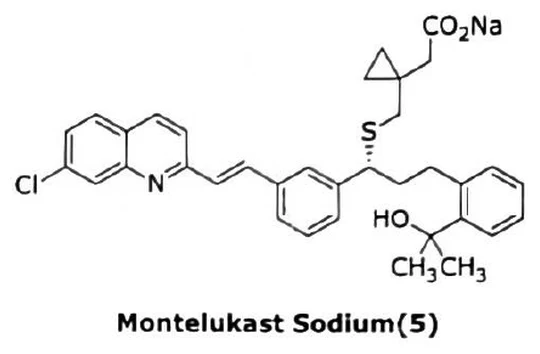 CO₂Na
S
Cl
N
HO
CH₃CH₃
Montelukast Sodium(5)